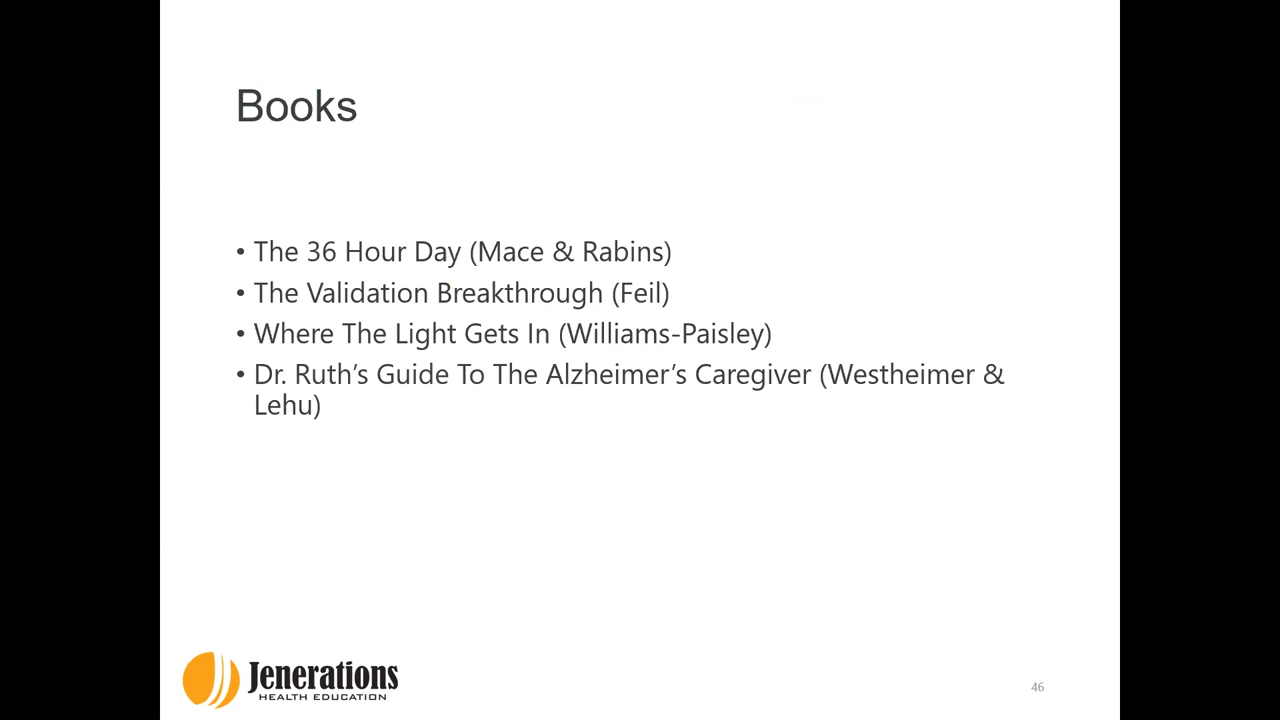 Books
• The 36 Hour Day (Mace & Rabins)
• The Validation Breakthrough (Feil)
• Where The Light Gets In (Williams-Paisley)
• Dr. Ruth’s Guide To The Alzheimer’s Caregiver (Westheimer &
Lehu)
Jenerations
HEALTH EDUCATION
46